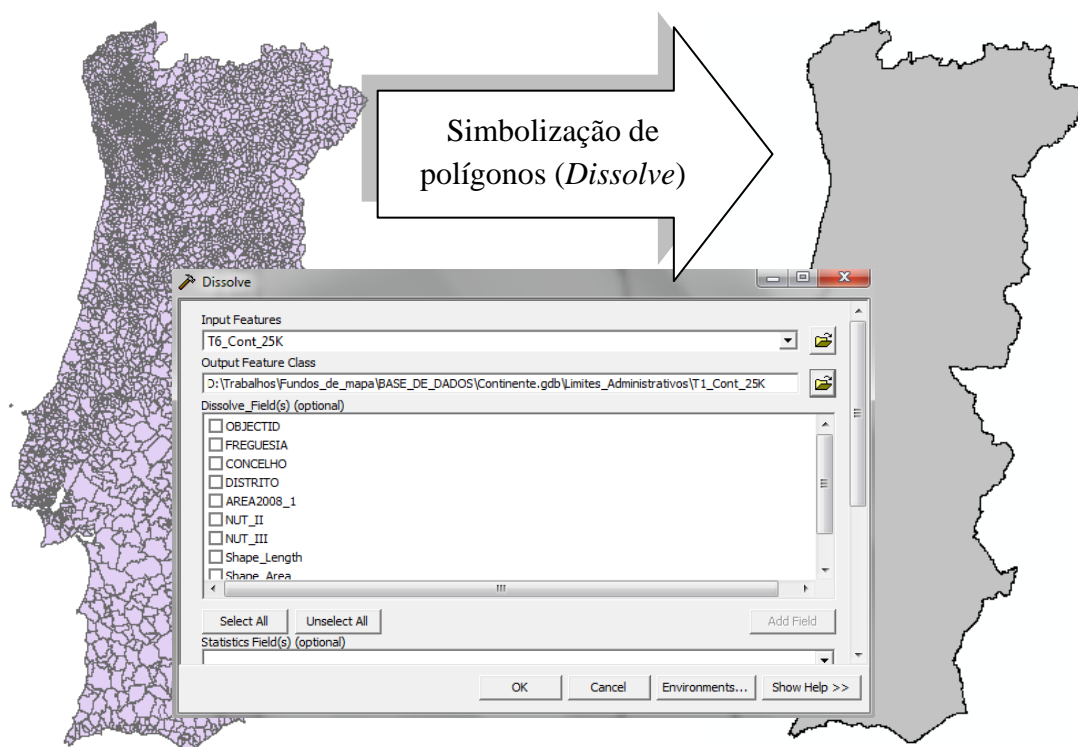 Simbolização de
polígonos (Dissolve)
Dissolve
Input Features
T6_Cont_25K
Output Feature Class
D:\Trabalhos\Fundos_de_mapa\BASE_DE_DADOS\Continente.gdb\Limites_Administrativos\T1_Cont_25K
Dissolve_Field(s) (optional)
OBJECTID
FREGUESIA
CONCELHO
DISTRITO
AREA2008_1
NUT_II
NUT_III
Shape_Length
Shape_Area
Select All
Unselect All
Add Field
Statistics Field(s) (optional)
OK
Cancel
Environments...
Show Help >>